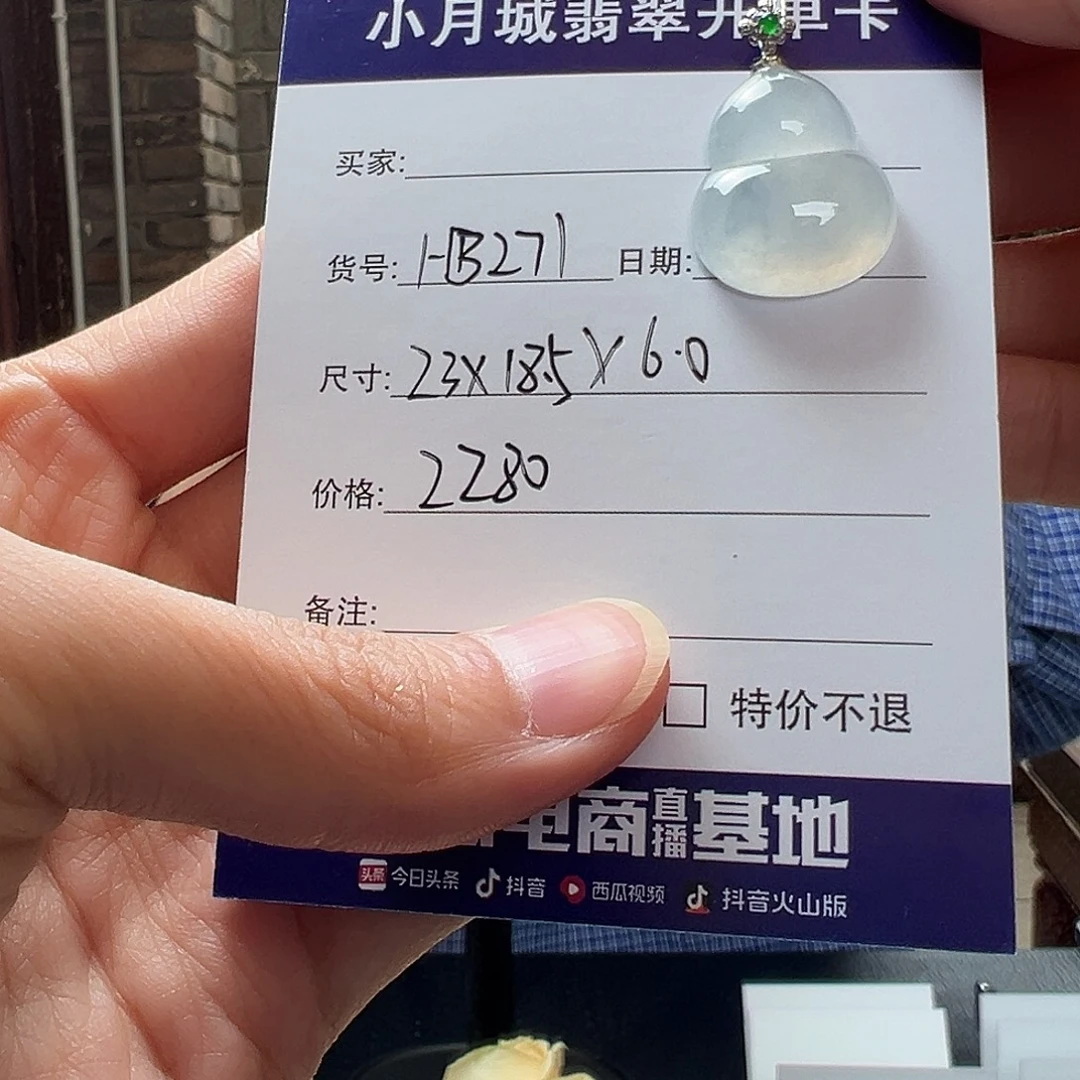 小月城翡翠开单卡
买家:
货号: HB271 日期:
尺寸: 23X18.5X6.0
价格: 2280
备注:
特价不退
电商直播基地
头条 今日头条 抖音 西瓜视频 抖音火山版